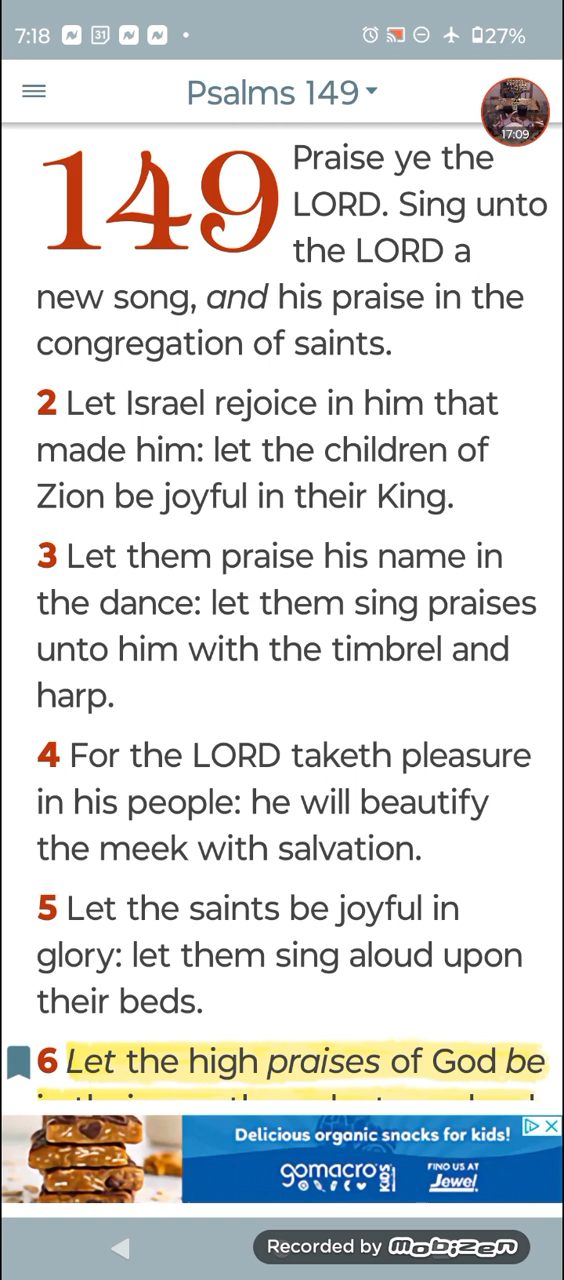 7:18 31 27%
Psalms 149
17:09
149 Praise ye the
LORD. Sing unto
the LORD a
new song, and his praise in the
congregation of saints.
2 Let Israel rejoice in him that
made him: let the children of
Zion be joyful in their King.
3 Let them praise his name in
the dance: let them sing praises
unto him with the timbrel and
harp.
4 For the LORD taketh pleasure
in his people: he will beautify
the meek with salvation.
5 Let the saints be joyful in
glory: let them sing aloud upon
their beds.
6 Let the high praises of God be
Delicious organic snacks for kids!
gomacro KIDS
FIND US AT
Jewel
Recorded by Mobizen